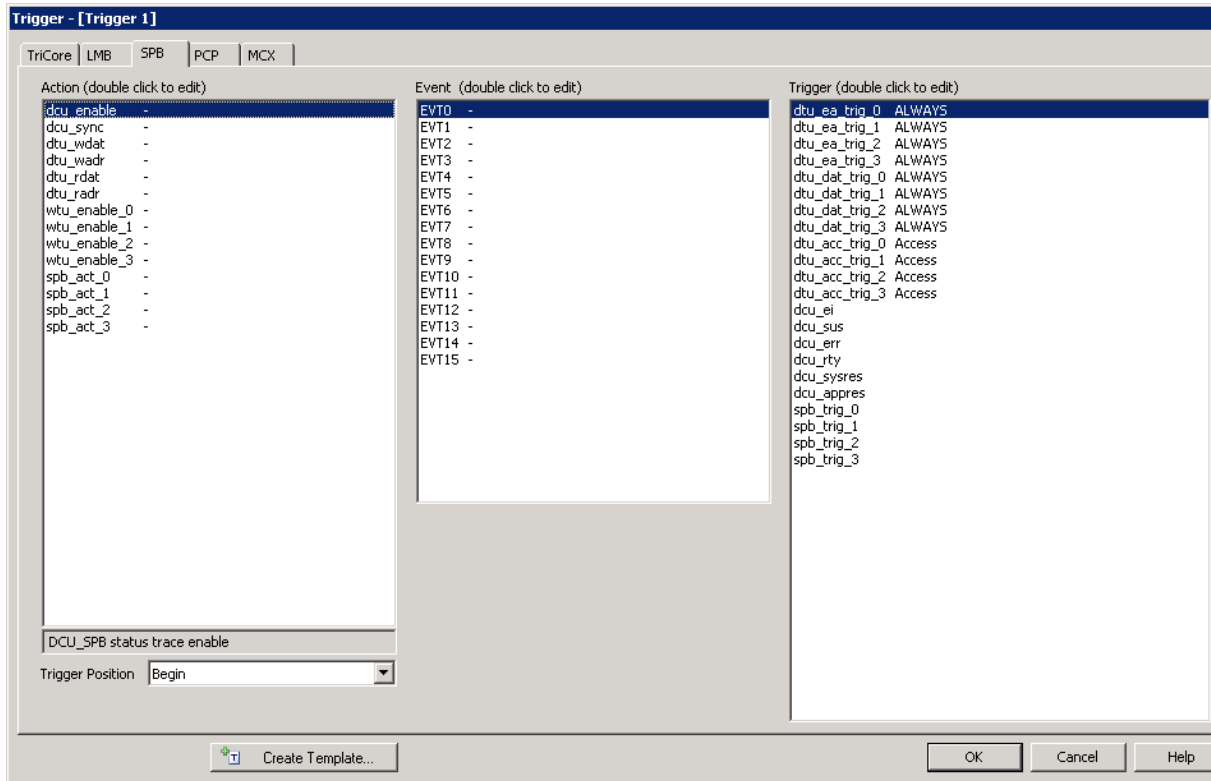 Trigger - [Trigger 1]
TriCore LMB SPB PCP MCX
Action (double click to edit)
dcu_enable -
dcu_sync -
dtu_wdat -
dtu_wadr -
dtu_rdat -
dtu_radr -
wtu_enable_0 -
wtu_enable_1 -
wtu_enable_2 -
wtu_enable_3 -
spb_act_0 -
spb_act_1 -
spb_act_2 -
spb_act_3 -
DCU_SPB status trace enable
Trigger Position Begin
Event (double click to edit)
EVT0 -
EVT1 -
EVT2 -
EVT3 -
EVT4 -
EVT5 -
EVT6 -
EVT7 -
EVT8 -
EVT9 -
EVT10 -
EVT11 -
EVT12 -
EVT13 -
EVT14 -
EVT15 -
Trigger (double click to edit)
dtu_ea_trig_0 ALWAYS
dtu_ea_trig_1 ALWAYS
dtu_ea_trig_2 ALWAYS
dtu_ea_trig_3 ALWAYS
dtu_dat_trig_0 ALWAYS
dtu_dat_trig_1 ALWAYS
dtu_dat_trig_2 ALWAYS
dtu_dat_trig_3 ALWAYS
dtu_acc_trig_0 Access
dtu_acc_trig_1 Access
dtu_acc_trig_2 Access
dtu_acc_trig_3 Access
dcu_ei
dcu_sus
dcu_err
dcu_rty
dcu_sysres
dcu_appres
spb_trig_0
spb_trig_1
spb_trig_2
spb_trig_3
Create Template... OK Cancel Help